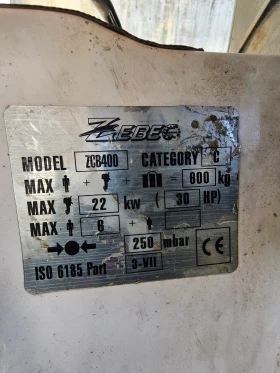 ZEBEC
MODEL ZCB400 CATEGORY C
MAX + = 600 kg
MAX 22 kw ( 30 HP)
MAX 6 +
250 mbar
CE
ISO 6185 Part 3-VII